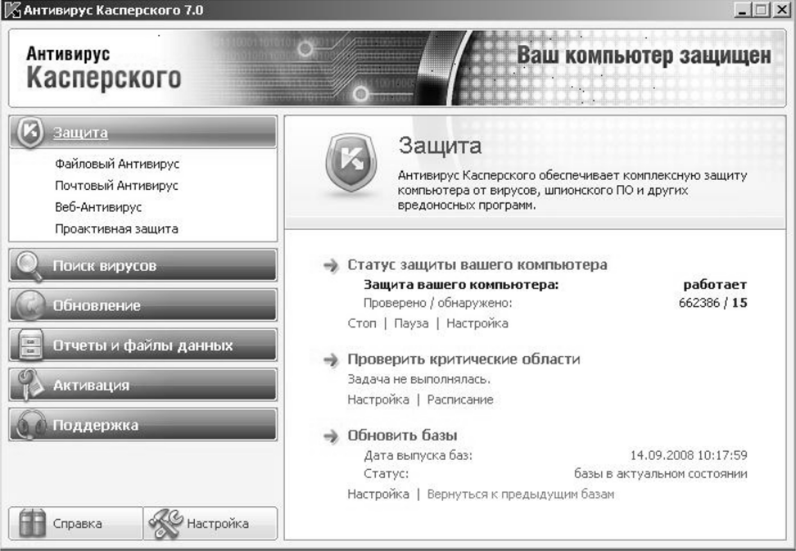 Антивирус Касперского 7.0
Антивирус
Касперского
Ваш компьютер защищен
Защита
Файловый Антивирус
Почтовый Антивирус
Веб-Антивирус
Проактивная защита
Поиск вирусов
Обновление
Отчеты и файлы данных
Активация
Поддержка
Справка
Настройка
Защита
Антивирус Касперского обеспечивает комплексную защиту
компьютера от вирусов, шпионского ПО и других
вредоносных программ.
Статус защиты вашего компьютера
Защита вашего компьютера: работает
Проверено / обнаружено: 662386 / 15
Стоп | Пауза | Настройка
Проверить критические области
Задача не выполнялась.
Настройка | Расписание
Обновить базы
Дата выпуска баз: 14.09.2008 10:17:59
Статус: базы в актуальном состоянии
Настройка | Вернуться к предыдущим базам